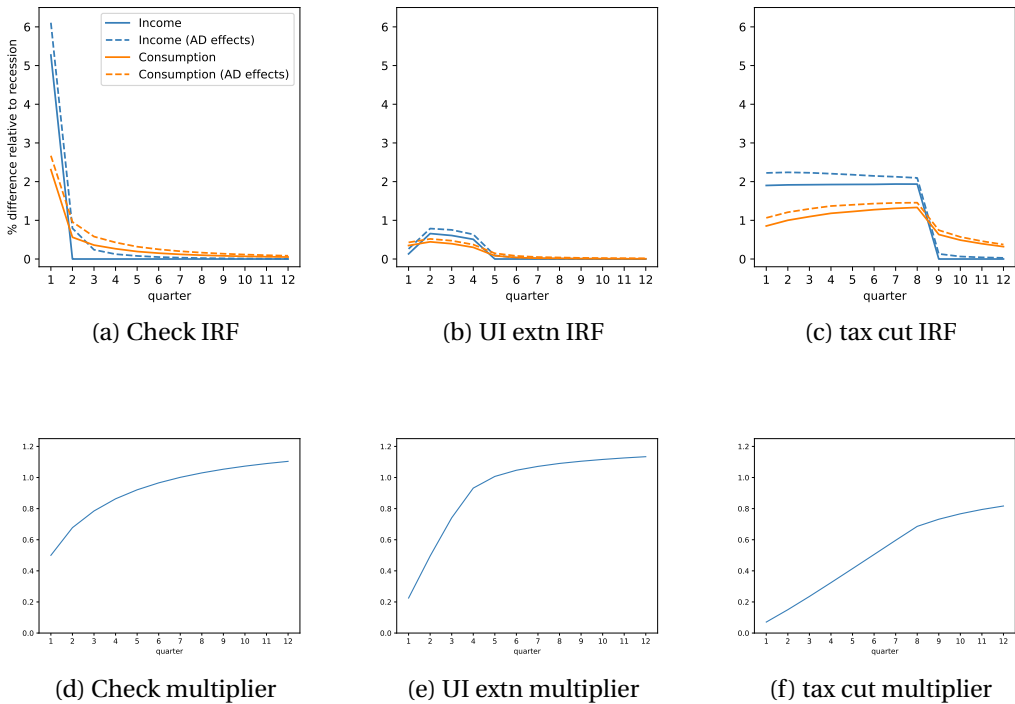 % difference relative to recession
6
5
4
3
2
1
0
Income
Income (AD effects)
Consumption
Consumption (AD effects)
1 2 3 4 5 6 7 8 9 10 11 12
quarter
(a) Check IRF
6
5
4
3
2
1
0
1 2 3 4 5 6 7 8 9 10 11 12
quarter
(b) UI extn IRF
6
5
4
3
2
1
0
1 2 3 4 5 6 7 8 9 10 11 12
quarter
(c) tax cut IRF
1.2
1.0
0.8
0.6
0.4
0.2
0.0
1 2 3 4 5 6 7 8 9 10 11 12
quarter
(d) Check multiplier
1.2
1.0
0.8
0.6
0.4
0.2
0.0
1 2 3 4 5 6 7 8 9 10 11 12
quarter
(e) UI extn multiplier
1.2
1.0
0.8
0.6
0.4
0.2
0.0
1 2 3 4 5 6 7 8 9 10 11 12
quarter
(f) tax cut multiplier